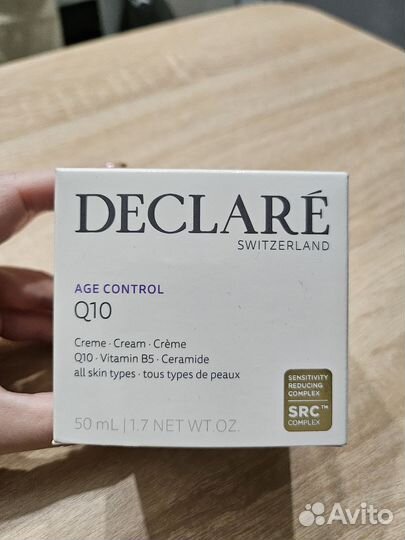 DECLARÉ
SWITZERLAND
AGE CONTROL
Q10
Creme · Cream · Crème
Q10 · Vitamin B5 · Ceramide
all skin types · tous types de peaux
50 mL | 1.7 NET WT.OZ.
SENSITIVITY
REDUCING
COMPLEX
SRC™
COMPLEX
Avito